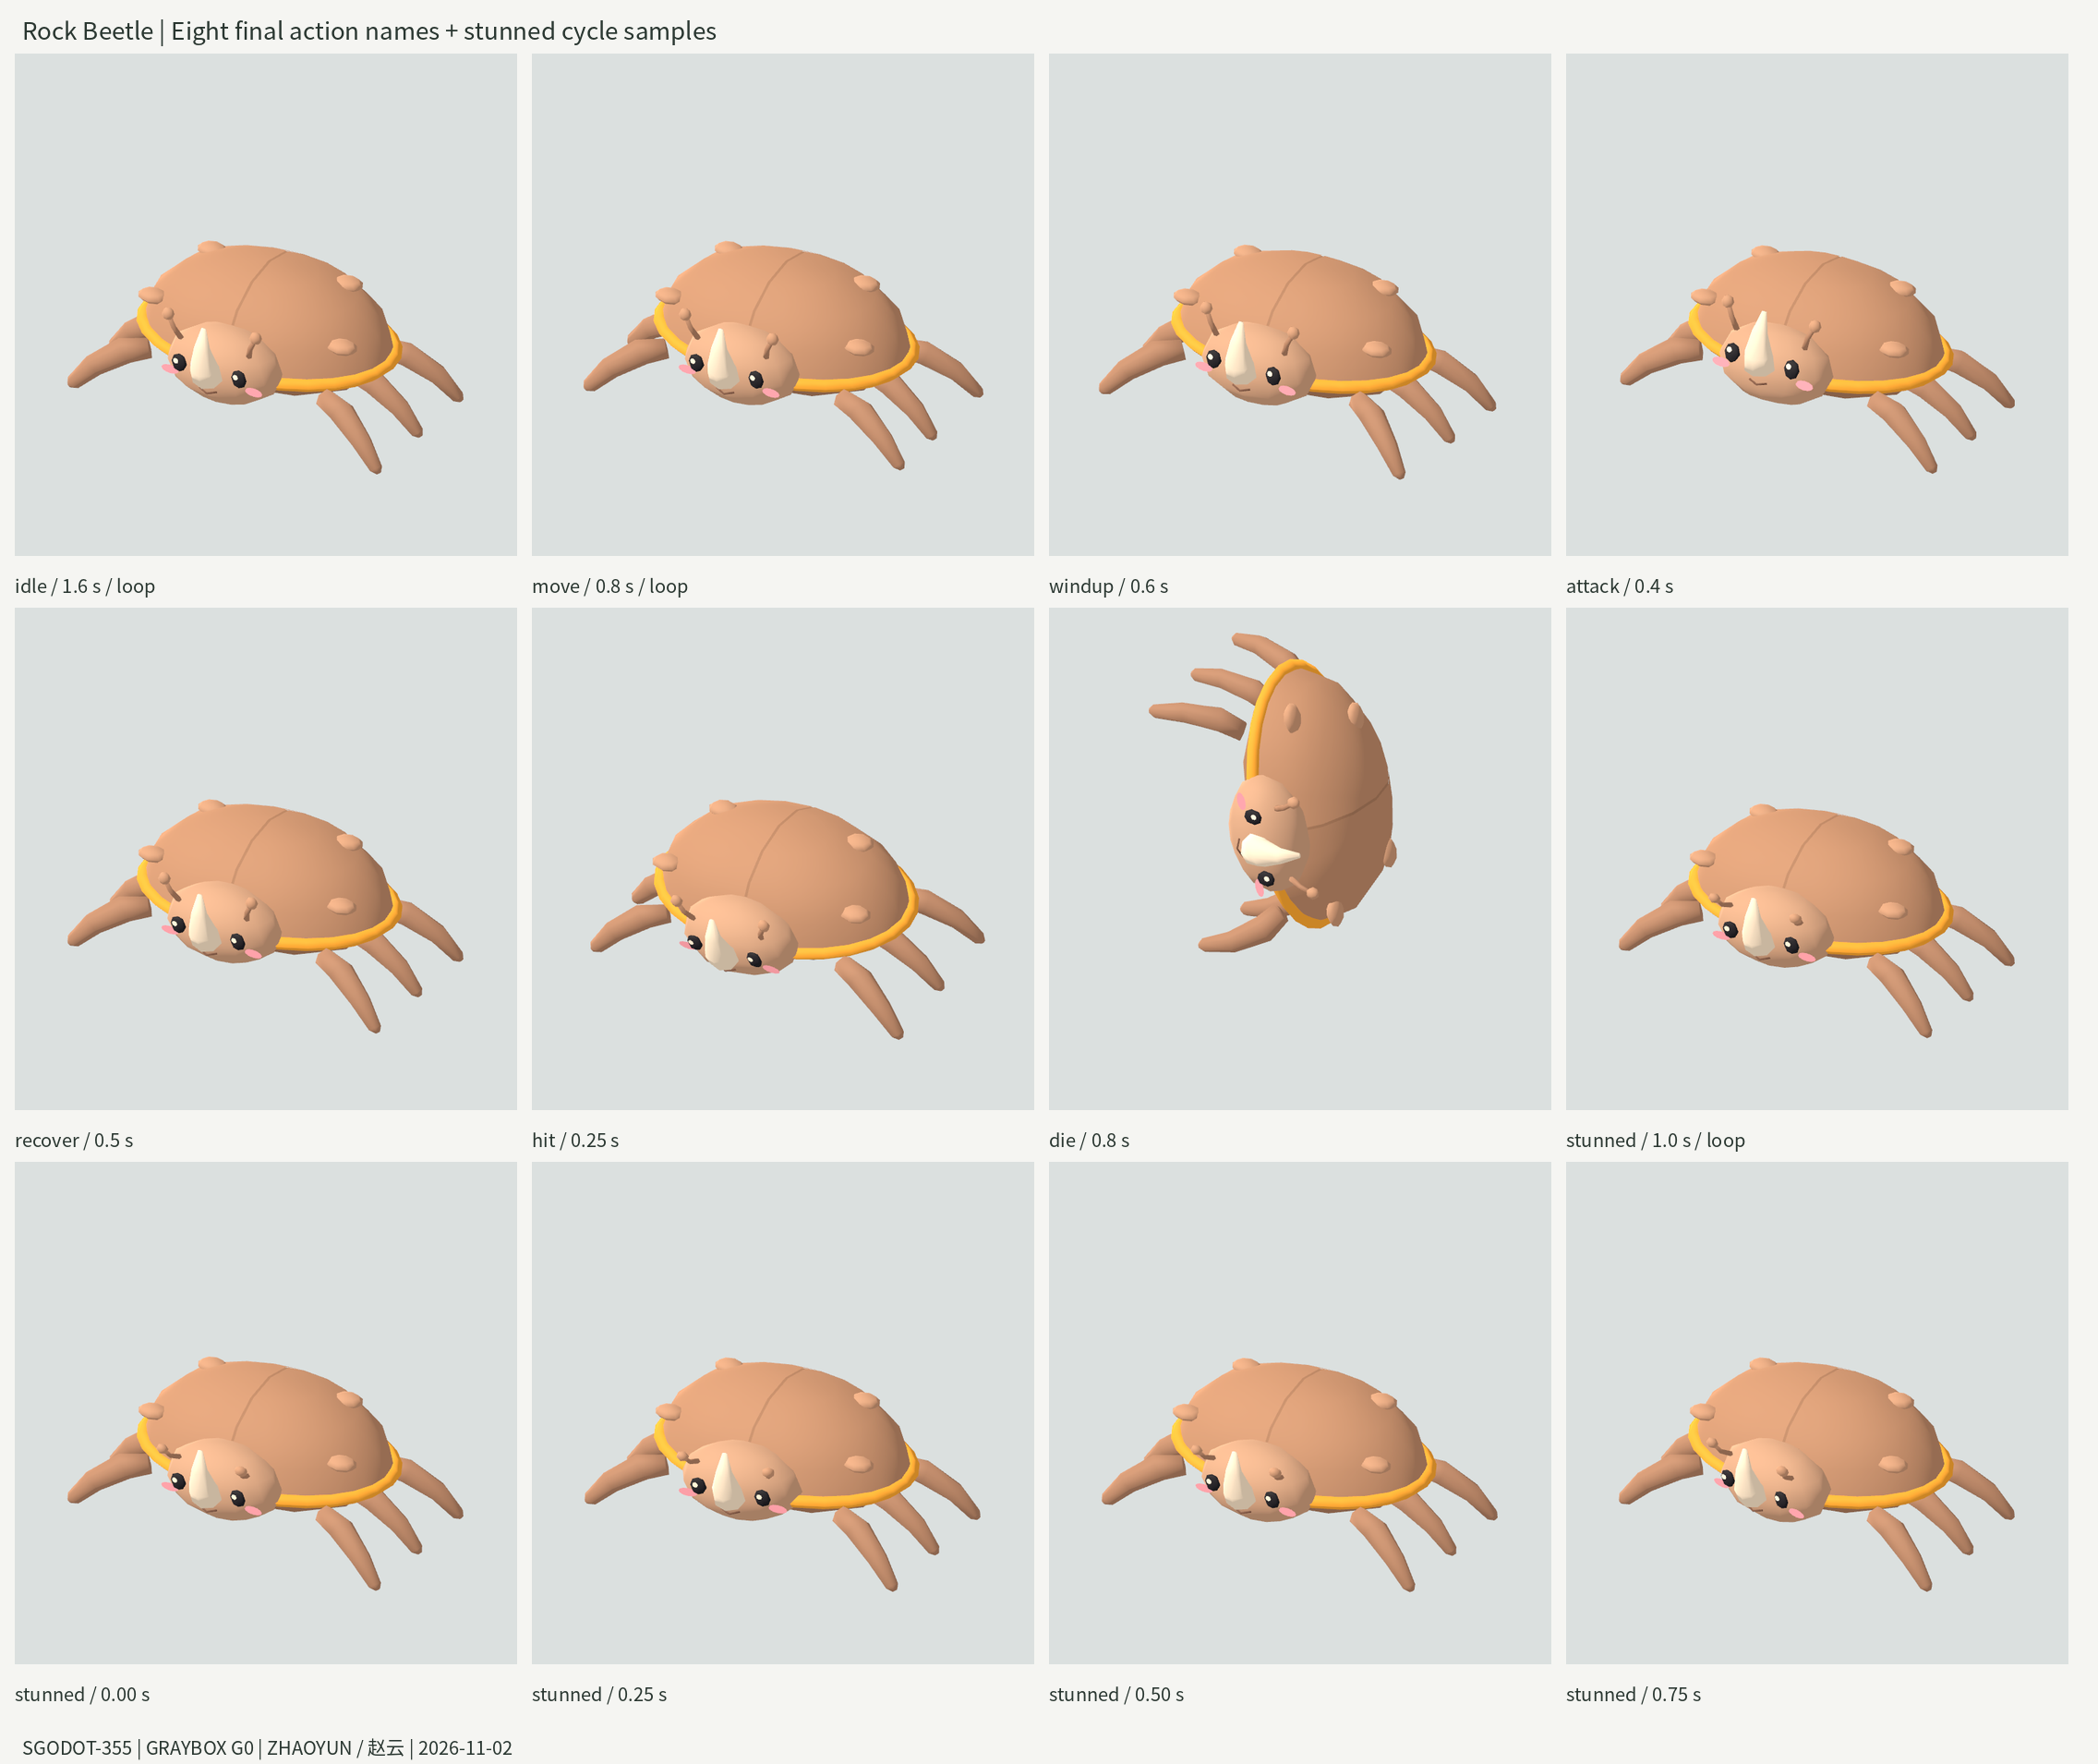 Rock Beetle | Eight final action names + stunned cycle samples
idle / 1.6 s / loop
move / 0.8 s / loop
windup / 0.6 s
attack / 0.4 s
recover / 0.5 s
hit / 0.25 s
die / 0.8 s
stunned / 1.0 s / loop
stunned / 0.00 s
stunned / 0.25 s
stunned / 0.50 s
stunned / 0.75 s
SGODOT-355 | GRAYBOX G0 | ZHAOYUN / 赵云 | 2026-11-02